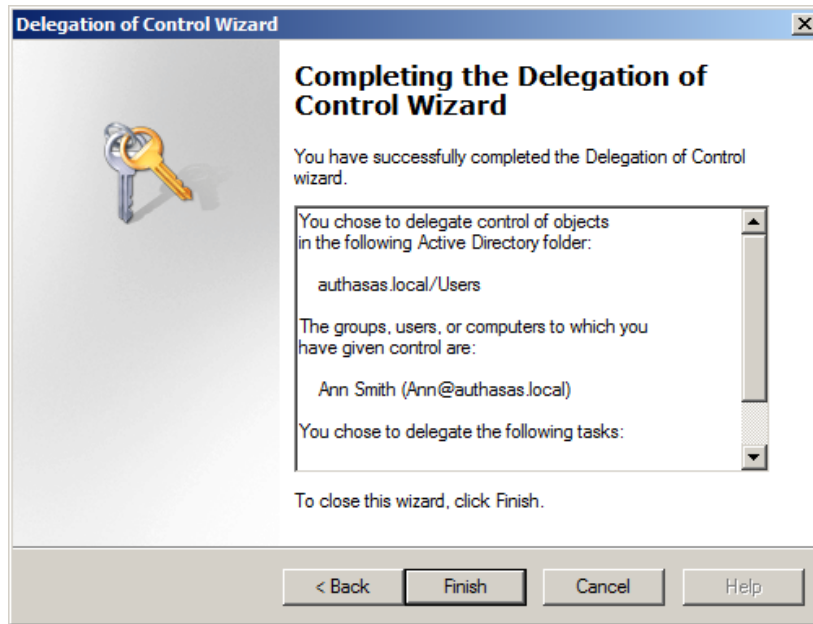 Delegation of Control Wizard
Completing the Delegation of
Control Wizard
You have successfully completed the Delegation of Control
wizard.
You chose to delegate control of objects
in the following Active Directory folder:
authasas.local/Users
The groups, users, or computers to which you
have given control are:
Ann Smith (Ann@authasas.local)
You chose to delegate the following tasks:
To close this wizard, click Finish.
< Back Finish Cancel Help